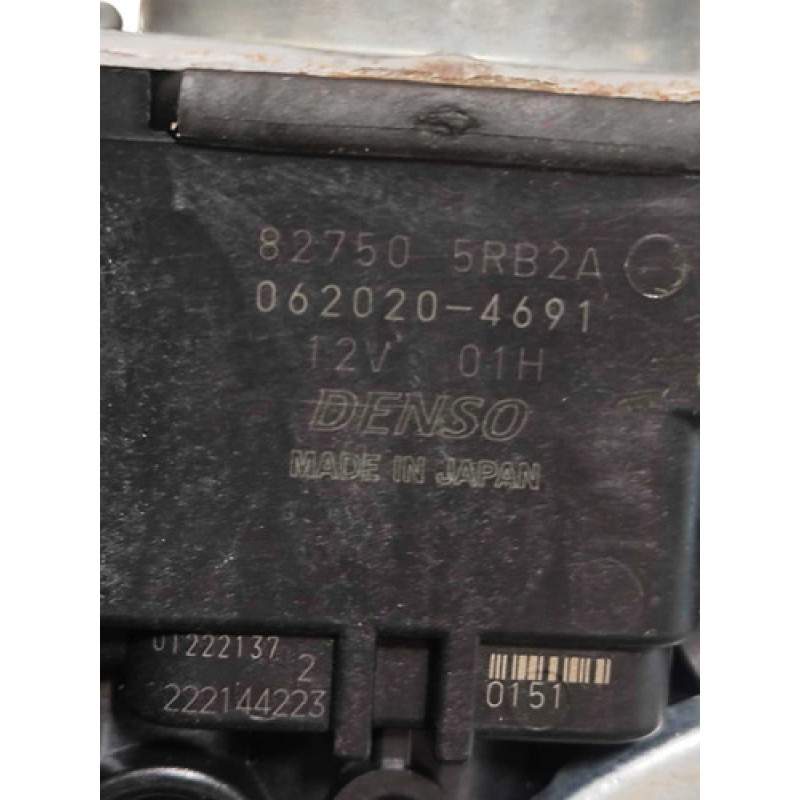 82750 5RB2A
062020-4691
12V 01H
DENSO
MADE IN JAPAN
01222137
2
222144223
0151